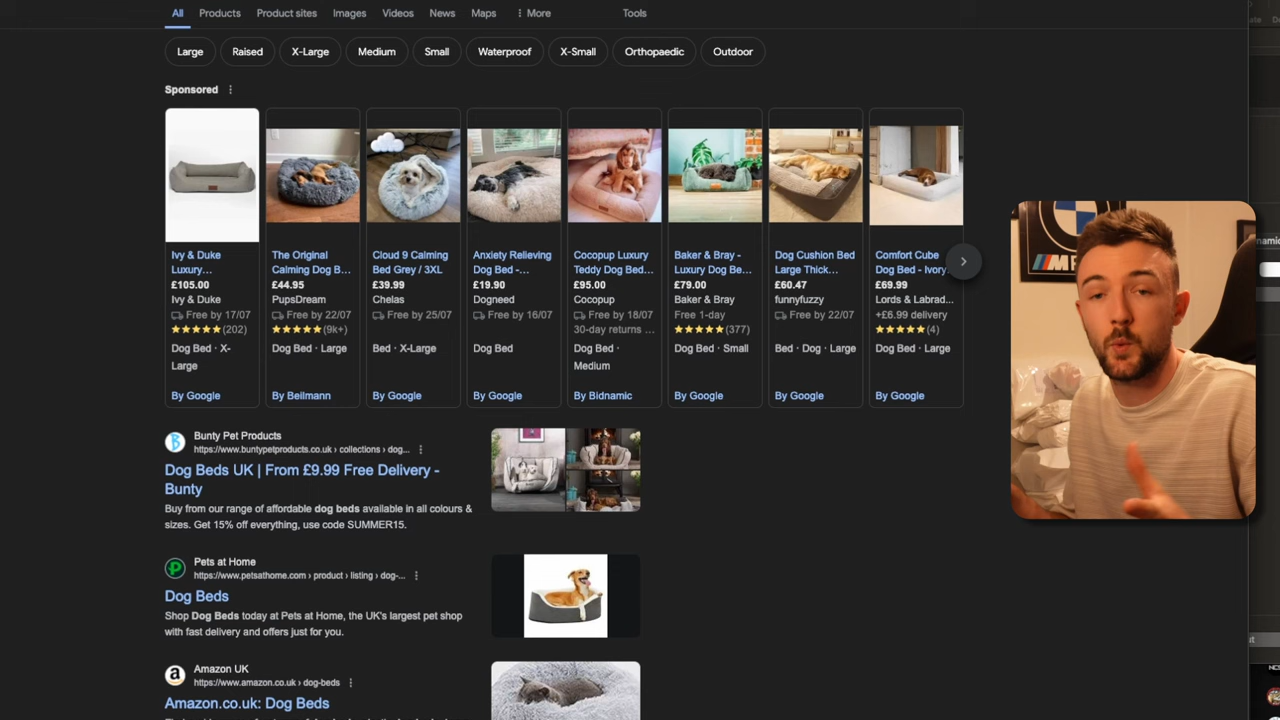 All Products Product sites Images Videos News Maps More Tools
Large Raised X-Large Medium Small Waterproof X-Small Orthopaedic Outdoor
Sponsored
Ivy & Duke
Luxury...
£105.00
Ivy & Duke
Free by 17/07
(202)
Dog Bed · X-
Large
By Google
The Original
Calming Dog B...
£44.95
PupsDream
Free by 22/07
(9k+)
Dog Bed · Large
By Beilmann
Cloud 9 Calming
Bed Grey / 3XL
£39.99
Chelas
Free by 25/07
Bed · X-Large
By Google
Anxiety Relieving
Dog Bed -...
£19.90
Dogneed
Free by 16/07
Dog Bed
By Google
Cocopup Luxury
Teddy Dog Bed...
£95.00
Cocopup
Free by 18/07
30-day returns ...
Dog Bed ·
Medium
By Bidnamic
Baker & Bray -
Luxury Dog Be...
£79.00
Baker & Bray
Free 1-day
(377)
Dog Bed · Small
By Google
Dog Cushion Bed
Large Thick...
£60.47
funnyfuzzy
Free by 22/07
Bed · Dog · Large
By Google
Comfort Cube
Dog Bed - Ivory...
£69.99
Lords & Labrad...
+£6.99 delivery
(4)
Dog Bed · Large
By Google
Bunty Pet Products
https://www.buntypetproducts.co.uk › collections › dog...
Dog Beds UK | From £9.99 Free Delivery -
Bunty
Buy from our range of affordable dog beds available in all colours &
sizes. Get 15% off everything, use code SUMMER15.
Pets at Home
https://www.petsathome.com › product › listing › dog-...
Dog Beds
Shop Dog Beds today at Pets at Home, the UK's largest pet shop
with fast delivery and offers just for you.
Amazon UK
https://www.amazon.co.uk › dog-beds
Amazon.co.uk: Dog Beds
BMW